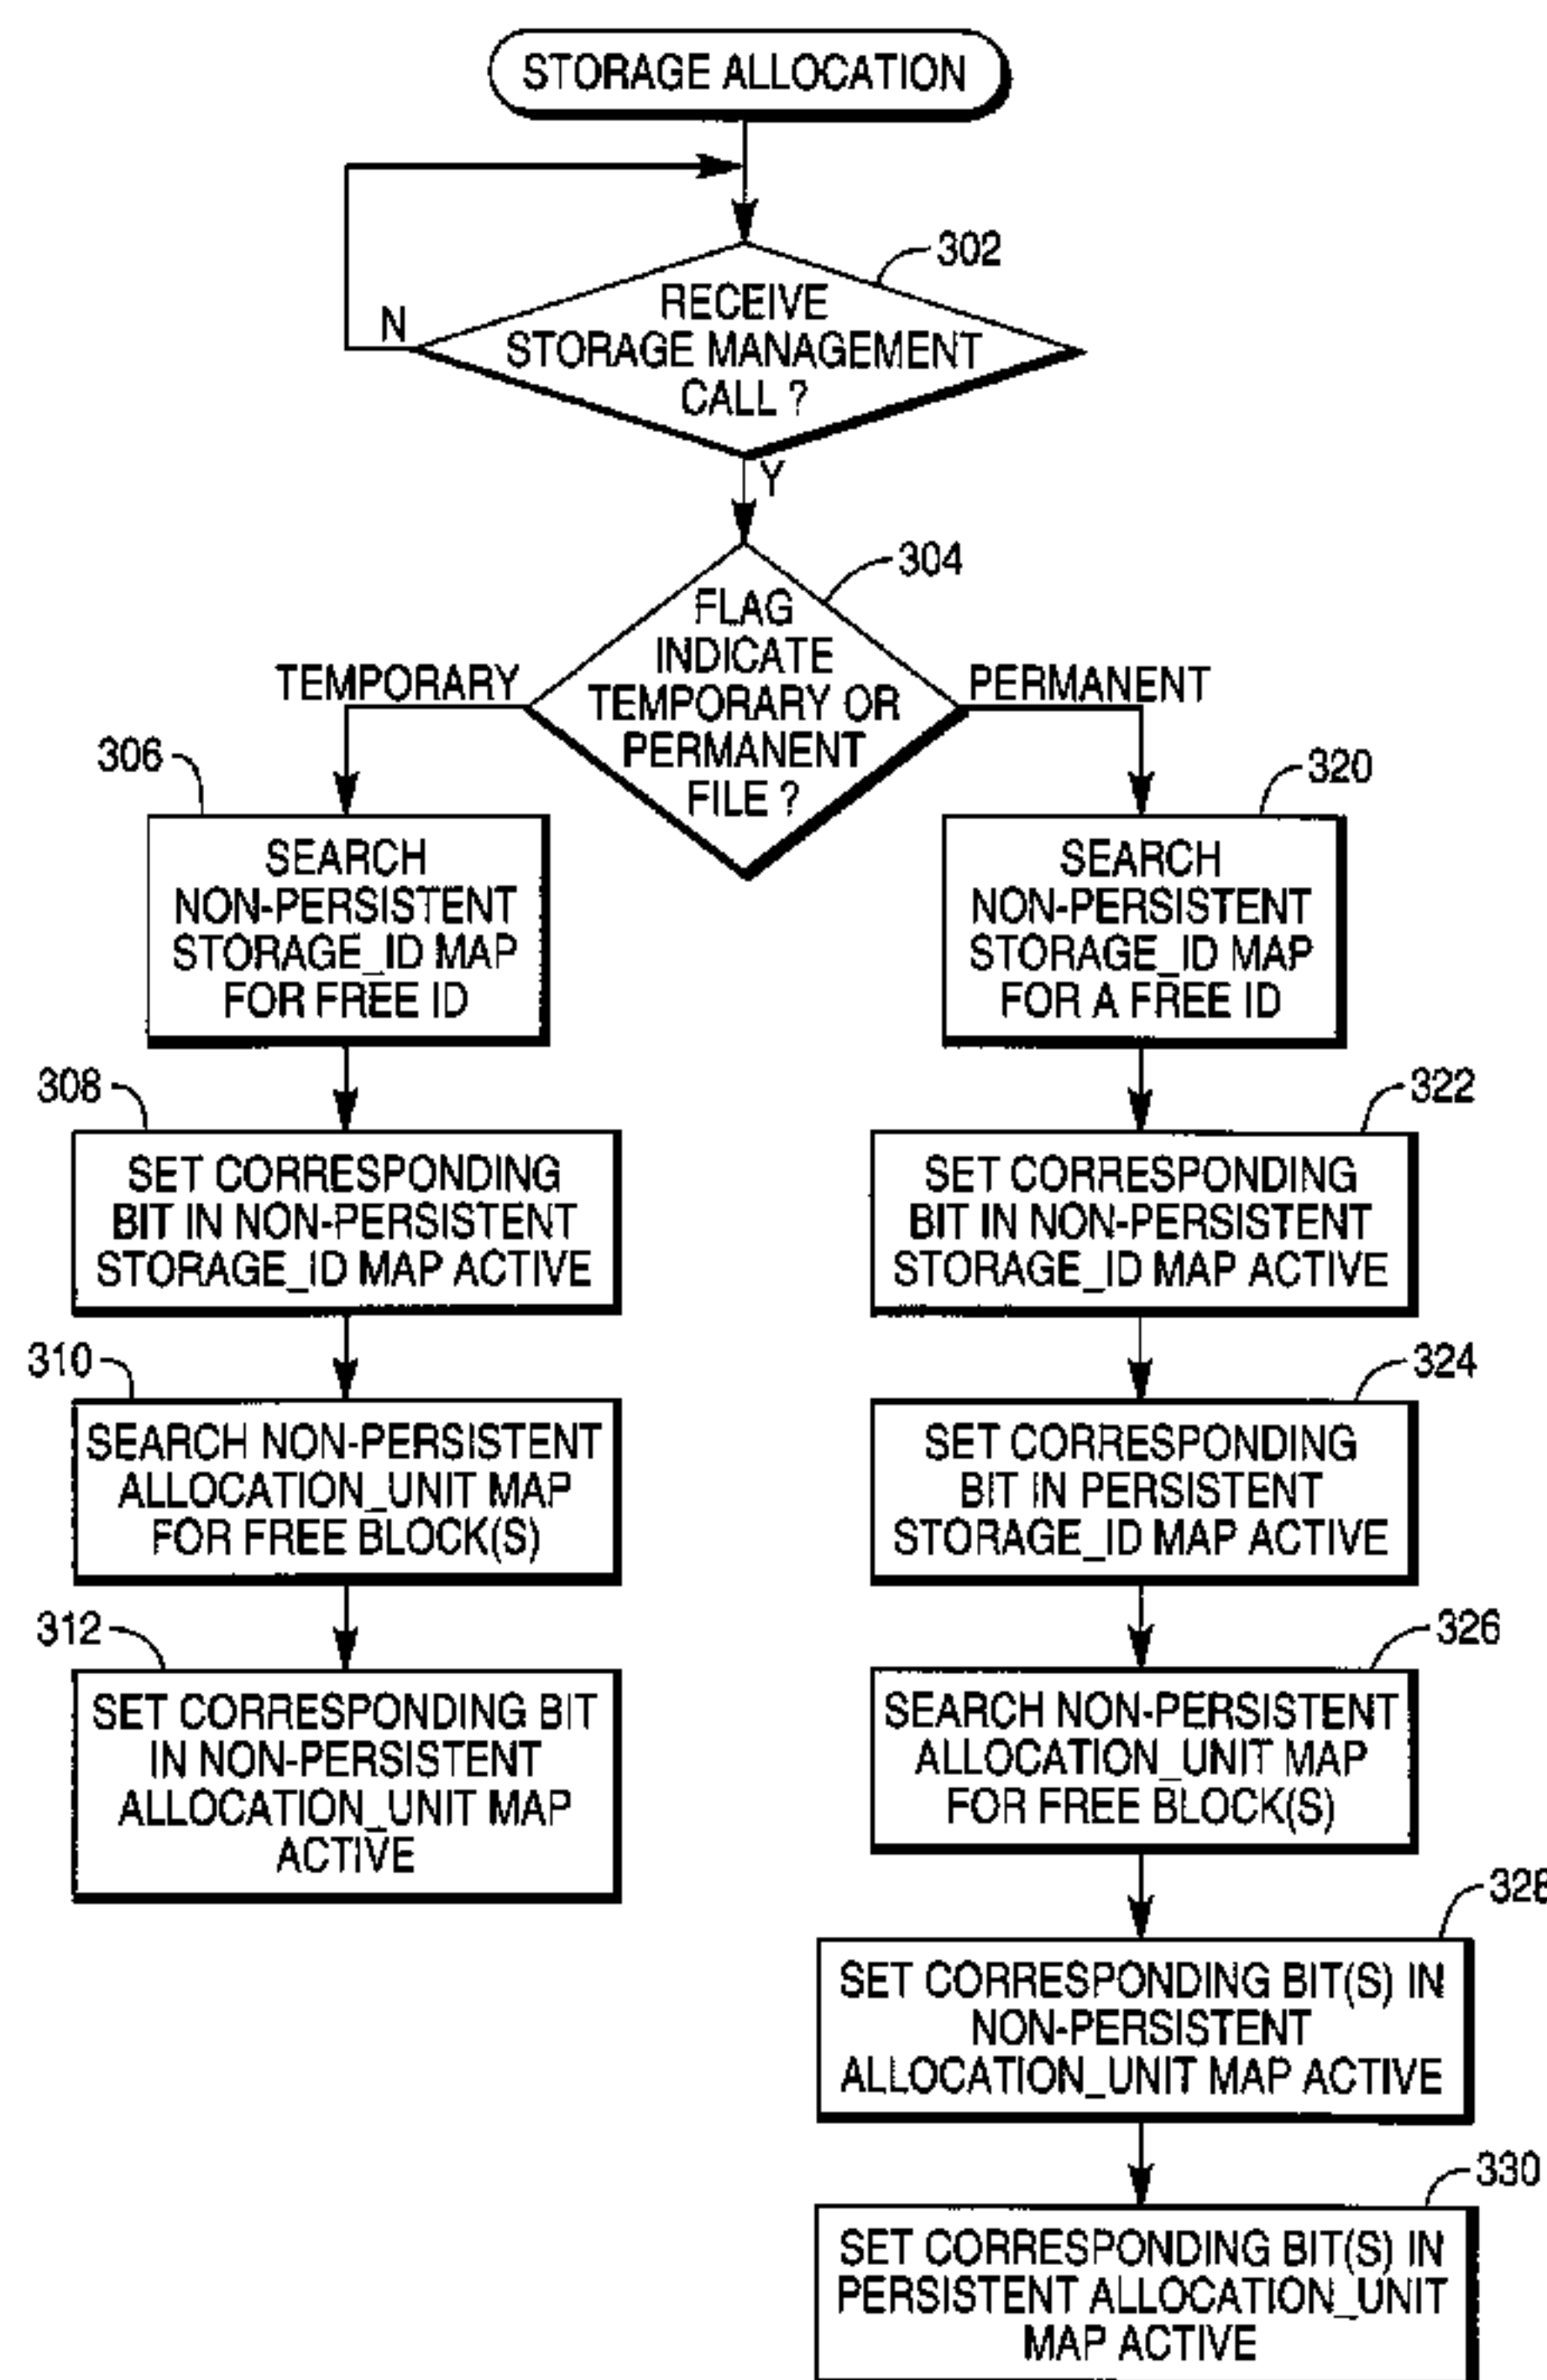 STORAGE ALLOCATION
302
RECEIVE
STORAGE MANAGEMENT
CALL ?
N
Y
304
FLAG
INDICATE
TEMPORARY OR
PERMANENT
FILE ?
TEMPORARY
PERMANENT
306
SEARCH
NON-PERSISTENT
STORAGE_ID MAP
FOR FREE ID
308
SET CORRESPONDING
BIT IN NON-PERSISTENT
STORAGE_ID MAP ACTIVE
310
SEARCH NON-PERSISTENT
ALLOCATION_UNIT MAP
FOR FREE BLOCK(S)
312
SET CORRESPONDING BIT
IN NON-PERSISTENT
ALLOCATION_UNIT MAP
ACTIVE
320
SEARCH
NON-PERSISTENT
STORAGE_ID MAP
FOR A FREE ID
322
SET CORRESPONDING
BIT IN NON-PERSISTENT
STORAGE_ID MAP ACTIVE
324
SET CORRESPONDING
BIT IN PERSISTENT
STORAGE_ID MAP ACTIVE
326
SEARCH NON-PERSISTENT
ALLOCATION_UNIT MAP
FOR FREE BLOCK(S)
328
SET CORRESPONDING BIT(S) IN
NON-PERSISTENT
ALLOCATION_UNIT MAP ACTIVE
330
SET CORRESPONDING BIT(S) IN
PERSISTENT ALLOCATION_UNIT
MAP ACTIVE